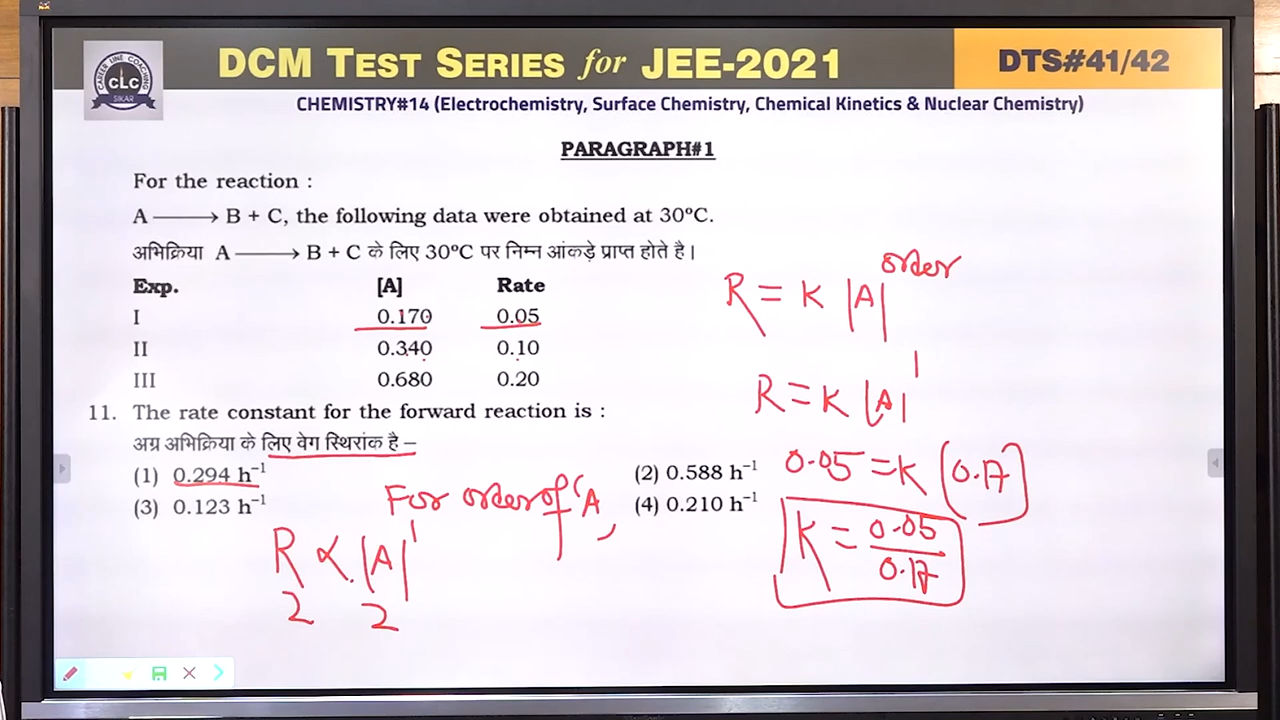 CAREER LINE COACHING
CLC
SIKAR
DCM TEST SERIES for JEE-2021
DTS#41/42
CHEMISTRY#14 (Electrochemistry, Surface Chemistry, Chemical Kinetics & Nuclear Chemistry)
PARAGRAPH#1
For the reaction :
A ⟶ B + C, the following data were obtained at 30ºC.
अभिक्रिया A ⟶ B + C के लिए 30ºC पर निम्न आंकड़े प्राप्त होते है।
Exp. [A] Rate
I 0.170 0.05
II 0.340 0.10
III 0.680 0.20
11. The rate constant for the forward reaction is :
अग्र अभिक्रिया के लिए वेग स्थिरांक है –
(1) 0.294 h⁻¹ (2) 0.588 h⁻¹
(3) 0.123 h⁻¹ (4) 0.210 h⁻¹
For order of 'A,
R ∝ |A|¹
2 2
R = K |A|^order
R = K |A|¹
0.05 = K (0.17)
K = 0.05/0.17